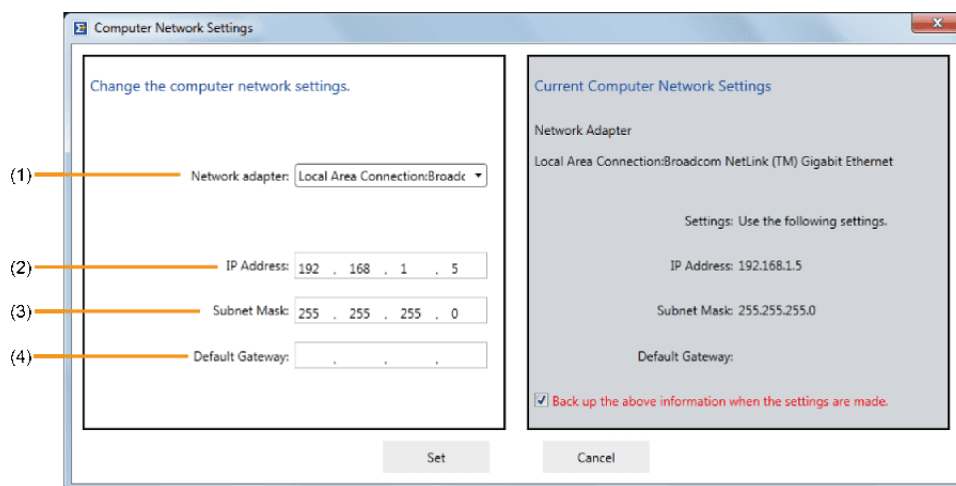 Computer Network Settings
Change the computer network settings.
(1) Network adapter: Local Area Connection:Broadc
(2) IP Address: 192 . 168 . 1 . 5
(3) Subnet Mask: 255 . 255 . 255 . 0
(4) Default Gateway: . . .
Current Computer Network Settings
Network Adapter
Local Area Connection:Broadcom NetLink (TM) Gigabit Ethernet
Settings: Use the following settings.
IP Address: 192.168.1.5
Subnet Mask: 255.255.255.0
Default Gateway:
Back up the above information when the settings are made.
Set
Cancel